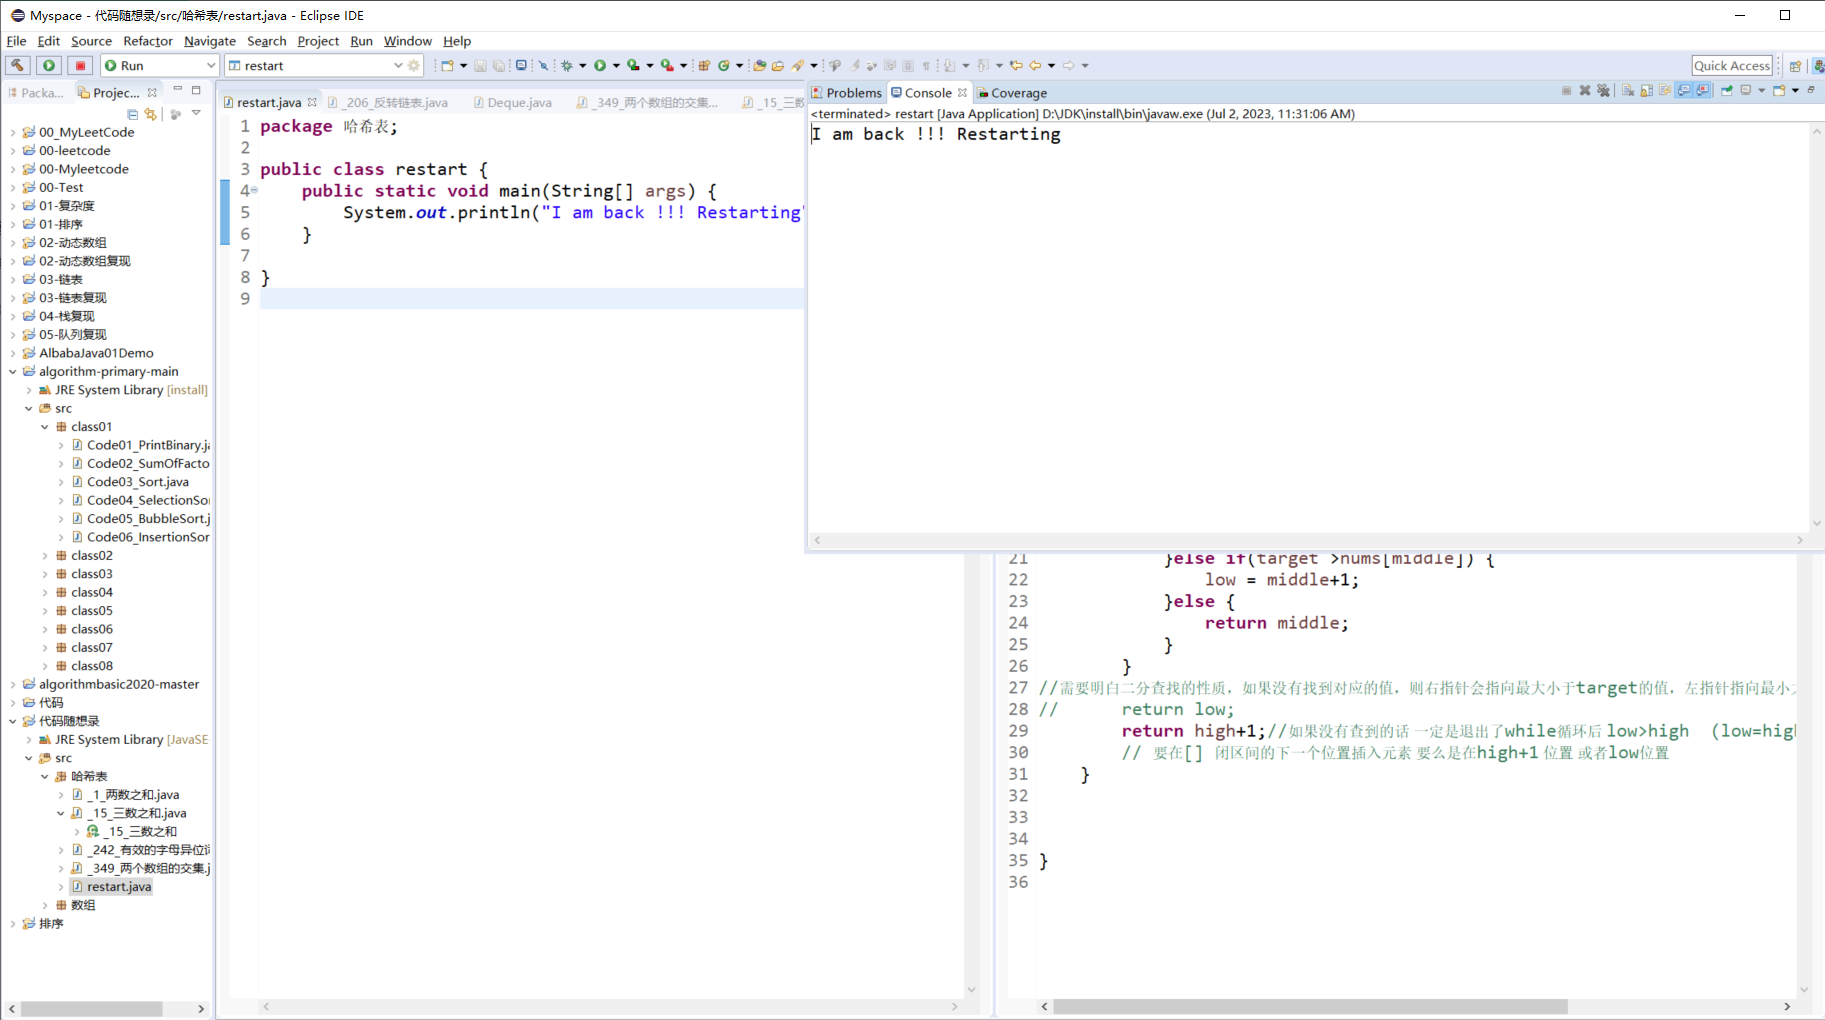 Myspace - 代码随想录/src/哈希表/restart.java - Eclipse IDE
File Edit Source Refactor Navigate Search Project Run Window Help
Run restart Quick Access
Packa... Projec...
00_MyLeetCode
00-leetcode
00-Myleetcode
00-Test
01-复杂度
01-排序
02-动态数组
02-动态数组复现
03-链表
03-链表复现
04-栈复现
05-队列复现
AlbabaJava01Demo
algorithm-primary-main
JRE System Library [install]
src
class01
Code01_PrintBinary.ja
Code02_SumOfFacto
Code03_Sort.java
Code04_SelectionSor
Code05_BubbleSort.j
Code06_InsertionSor
class02
class03
class04
class05
class06
class07
class08
algorithmbasic2020-master
代码
代码随想录
JRE System Library [JavaSE
src
哈希表
_1_两数之和.java
_15_三数之和.java
_15_三数之和
_242_有效的字母异位词
_349_两个数组的交集.j
restart.java
数组
排序
restart.java _206_反转链表.java Deque.java _349_两个数组的交集... _15_三数
1 package 哈希表;
2
3 public class restart {
4 public static void main(String[] args) {
5 System.out.println("I am back !!! Restarting"
6 }
7
8 }
9
Problems Console Coverage
<terminated> restart [Java Application] D:\JDK\install\bin\javaw.exe (Jul 2, 2023, 11:31:06 AM)
I am back !!! Restarting
21 }else if(target >nums[middle]) {
22 low = middle+1;
23 }else {
24 return middle;
25 }
26 }
27 //需要明白二分查找的性质，如果没有找到对应的值，则右指针会指向最大小于target的值，左指针指向最小
28 // return low;
29 return high+1;//如果没有查到的话 一定是退出了while循环后 low>high (low=high
30 // 要在[] 闭区间的下一个位置插入元素 要么是在high+1 位置 或者low位置
31 }
32
33
34
35 }
36